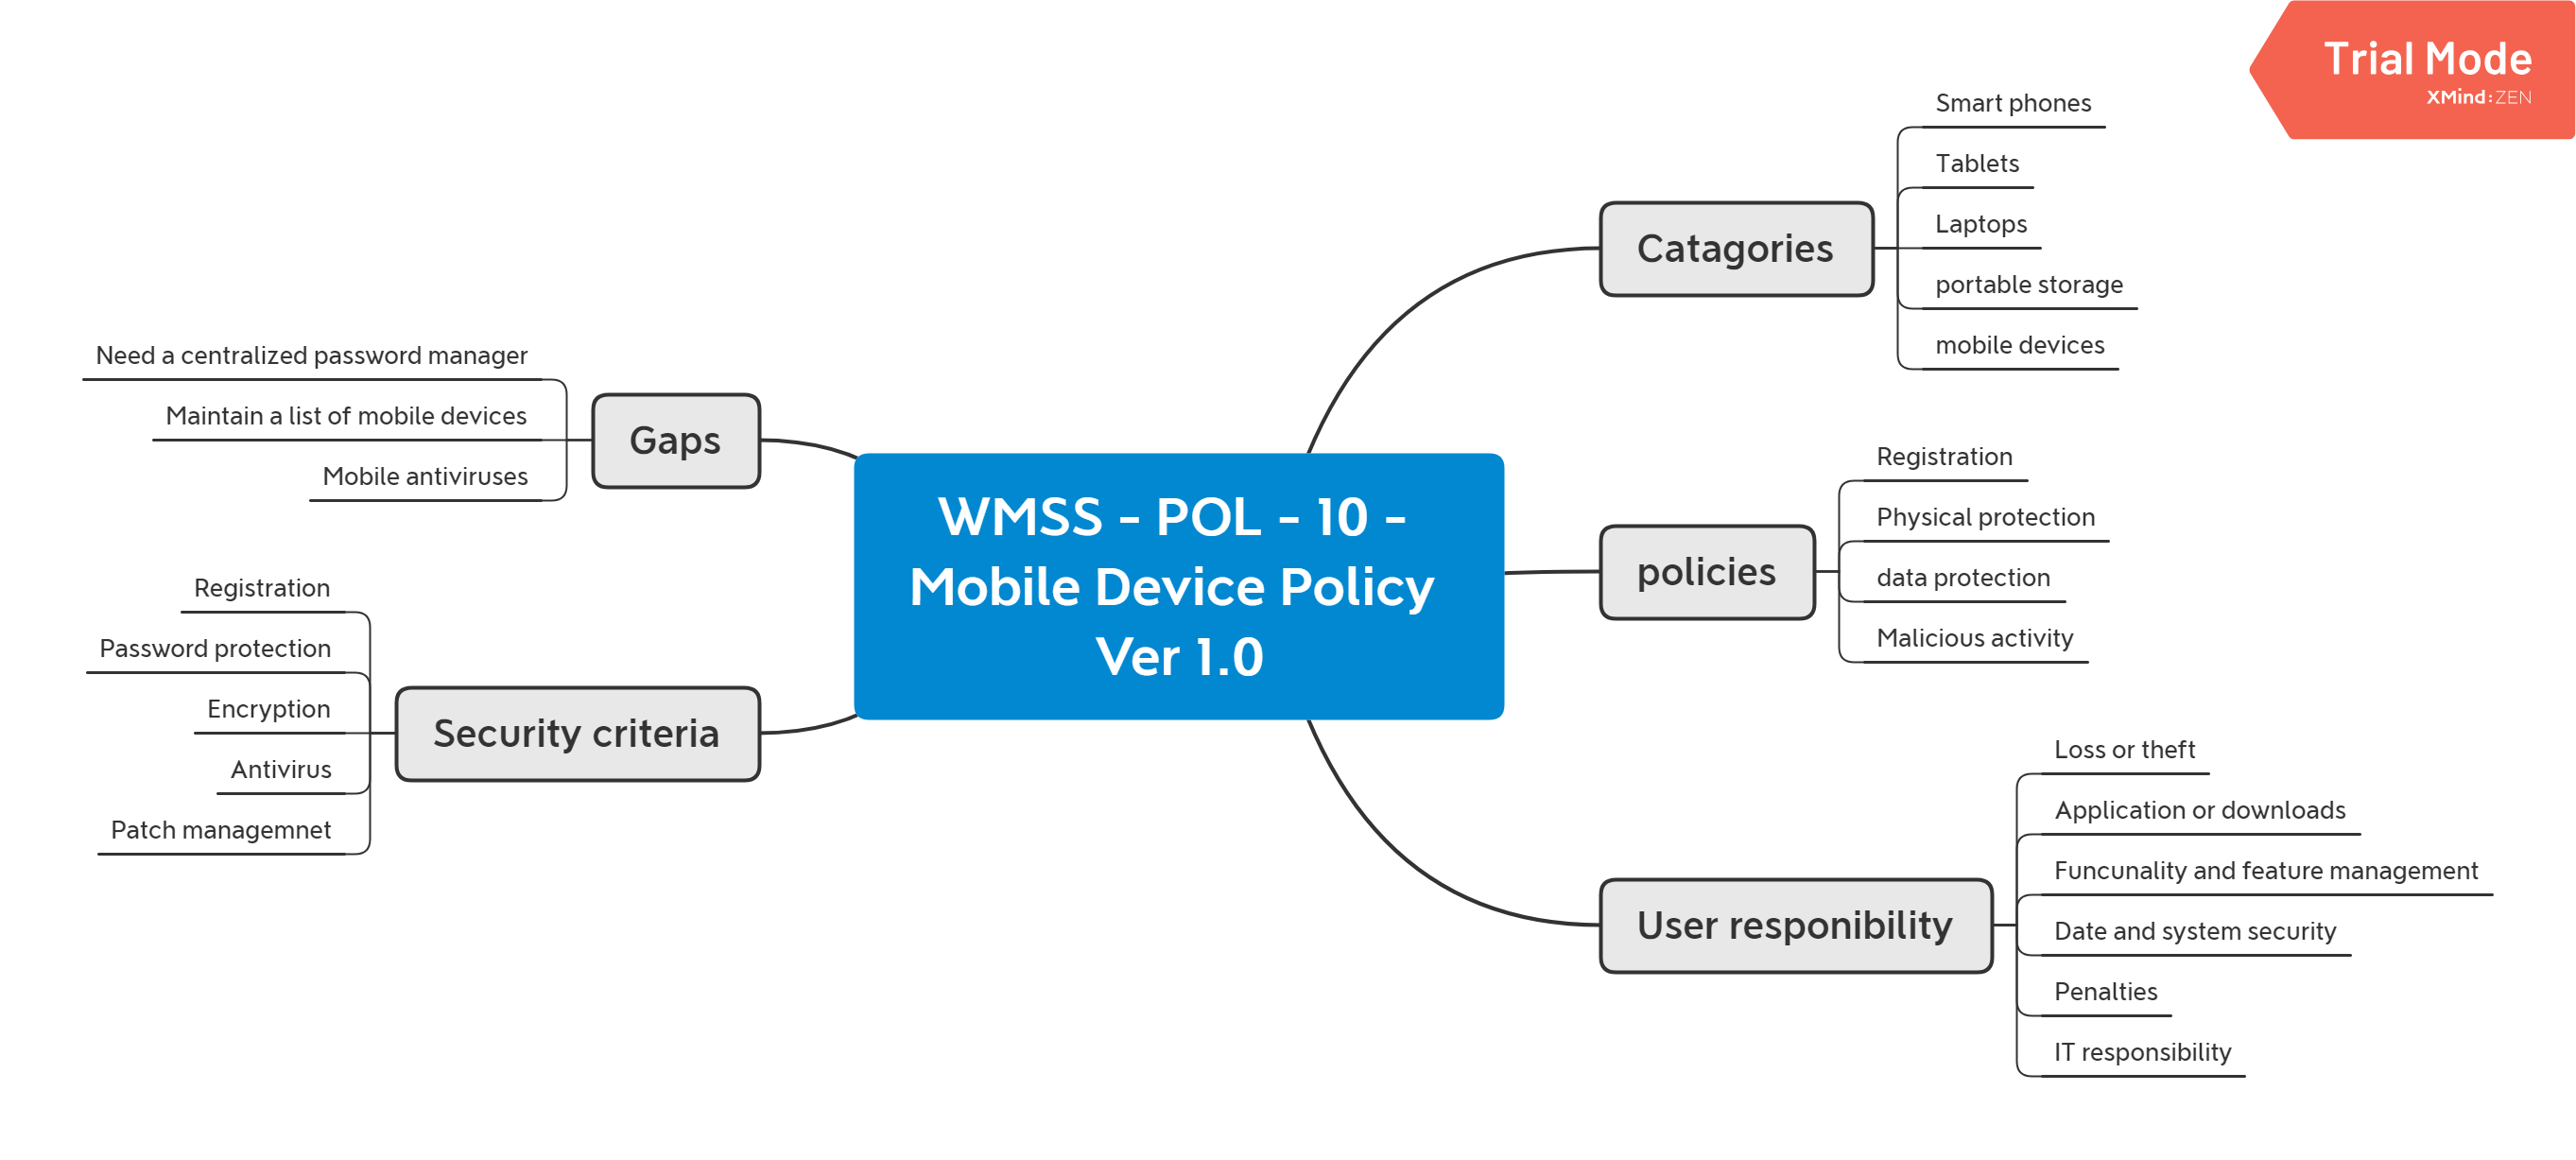 Trial Mode
XMind:ZEN
WMSS - POL - 10 -
Mobile Device Policy
Ver 1.0
Catagories
Smart phones
Tablets
Laptops
portable storage
mobile devices
policies
Registration
Physical protection
data protection
Malicious activity
User responibility
Loss or theft
Application or downloads
Funcunality and feature management
Date and system security
Penalties
IT responsibility
Gaps
Need a centralized password manager
Maintain a list of mobile devices
Mobile antiviruses
Security criteria
Registration
Password protection
Encryption
Antivirus
Patch managemnet